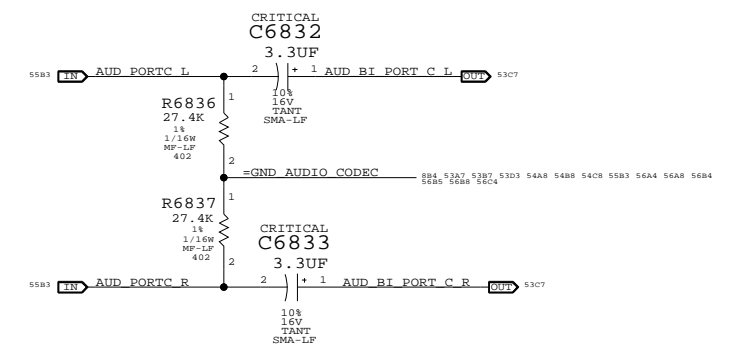 CRITICAL
C6832
3.3UF
55B3 IN AUD_PORTC_L 2 + 1 AUD_BI_PORT_C_L OUT 53C7
10%
16V
TANT
SMA-LF
1
R6836
27.4K
1%
1/16W
MF-LF
402
2
=GND_AUDIO_CODEC 8B4 53A7 53B7 53D3 54A8 54B8 54C8 55B3 56A4 56A8 56B4
56B5 56B8 56C4
1
R6837
27.4K
1%
1/16W
MF-LF
402
2
CRITICAL
C6833
3.3UF
55B3 IN AUD_PORTC_R 2 + 1 AUD_BI_PORT_C_R OUT 53C7
10%
16V
TANT
SMA-LF